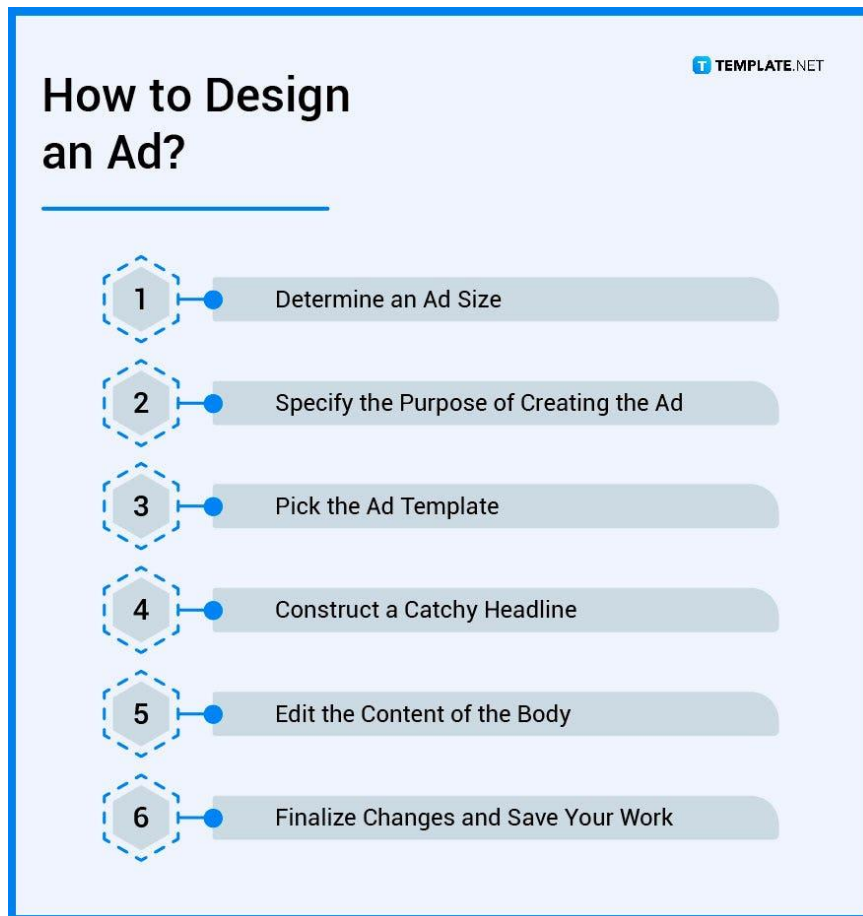 T TEMPLATE.NET
How to Design
an Ad?
1 Determine an Ad Size
2 Specify the Purpose of Creating the Ad
3 Pick the Ad Template
4 Construct a Catchy Headline
5 Edit the Content of the Body
6 Finalize Changes and Save Your Work